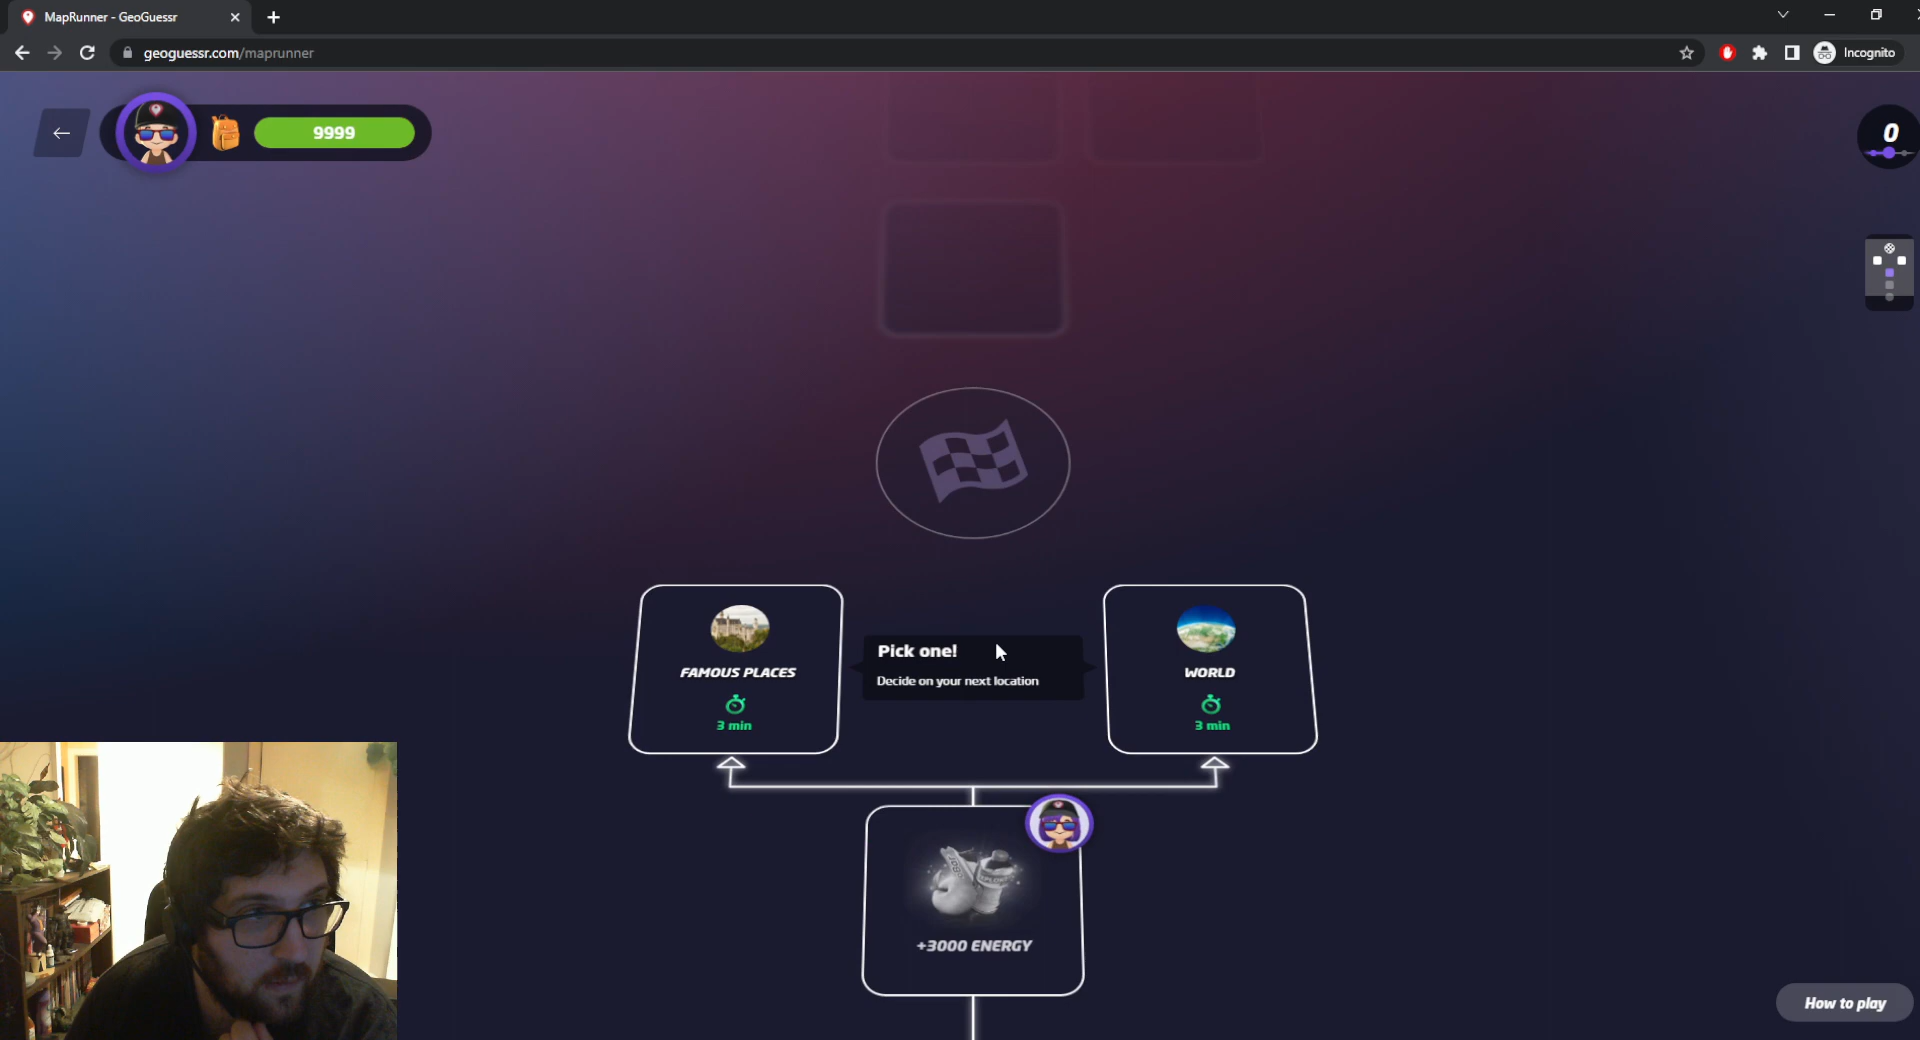 MapRunner - GeoGuessr
geoguessr.com/maprunner
Incognito
9999
0
Pick one!
Decide on your next location
FAMOUS PLACES
3 min
WORLD
3 min
+3000 ENERGY
How to play